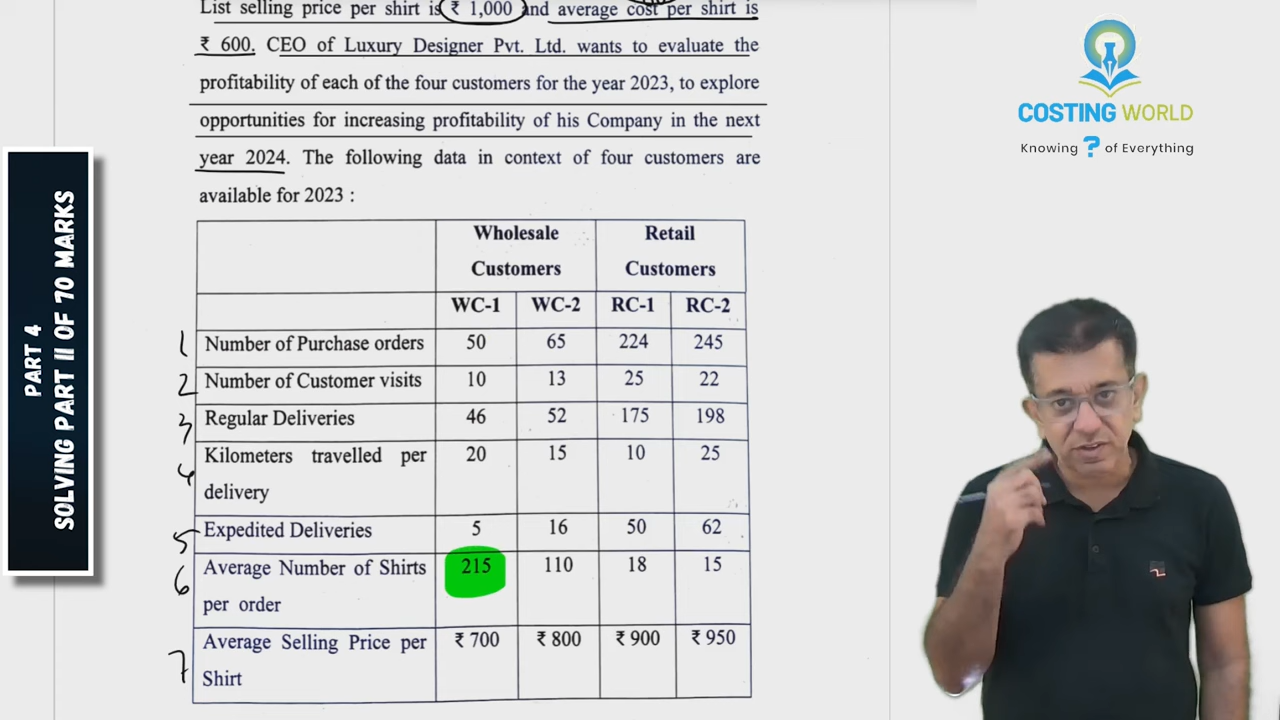 List selling price per shirt is ₹ 1,000 and average cost per shirt is
₹ 600. CEO of Luxury Designer Pvt. Ltd. wants to evaluate the
profitability of each of the four customers for the year 2023, to explore
opportunities for increasing profitability of his Company in the next
year 2024. The following data in context of four customers are
available for 2023 :
Wholesale Customers Retail Customers
WC-1 WC-2 RC-1 RC-2
1 Number of Purchase orders 50 65 224 245
2 Number of Customer visits 10 13 25 22
3 Regular Deliveries 46 52 175 198
4 Kilometers travelled per delivery 20 15 10 25
5 Expedited Deliveries 5 16 50 62
6 Average Number of Shirts per order 215 110 18 15
7 Average Selling Price per Shirt ₹ 700 ₹ 800 ₹ 900 ₹ 950
PART 4
SOLVING PART II OF 70 MARKS
COSTING WORLD
Knowing ? of Everything